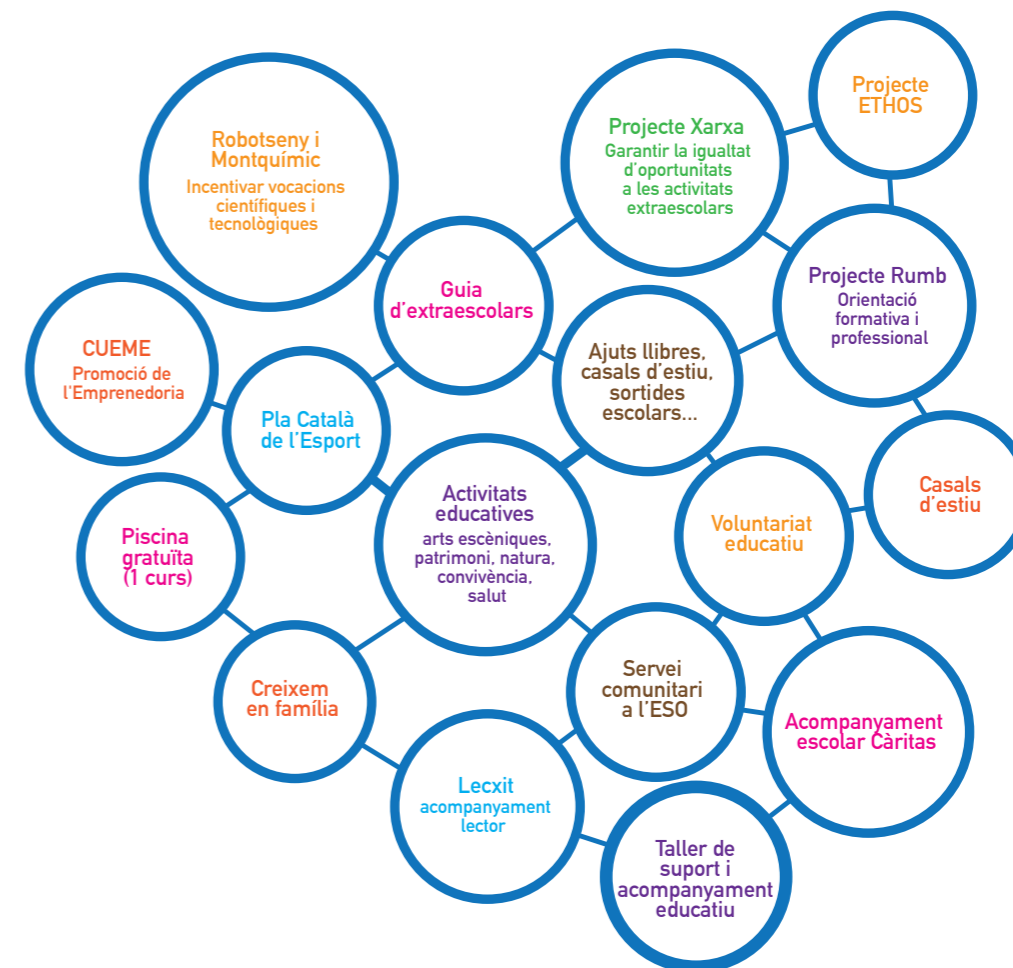 Projecte
ETHOS
Robotseny i
Montquímic
Incentivar vocacions
científiques i
tecnològiques
Projecte Xarxa
Garantir la igualtat
d'oportunitats
a les activitats
extraescolars
Projecte Rumb
Orientació
formativa i
professional
Guia
d'extraescolars
CUEME
Promoció de
l'Emprenedoria
Ajuts llibres,
casals d'estiu,
sortides
escolars...
Pla Català
de l'Esport
Activitats
educatives
arts escèniques,
patrimoni, natura,
convivència,
salut
Casals
d'estiu
Voluntariat
educatiu
Piscina
gratuïta
(1 curs)
Creixem
en família
Servei
comunitari
a l'ESO
Acompanyament
escolar Càritas
Lecxit
acompanyament
lector
Taller de
suport i
acompanyament
educatiu